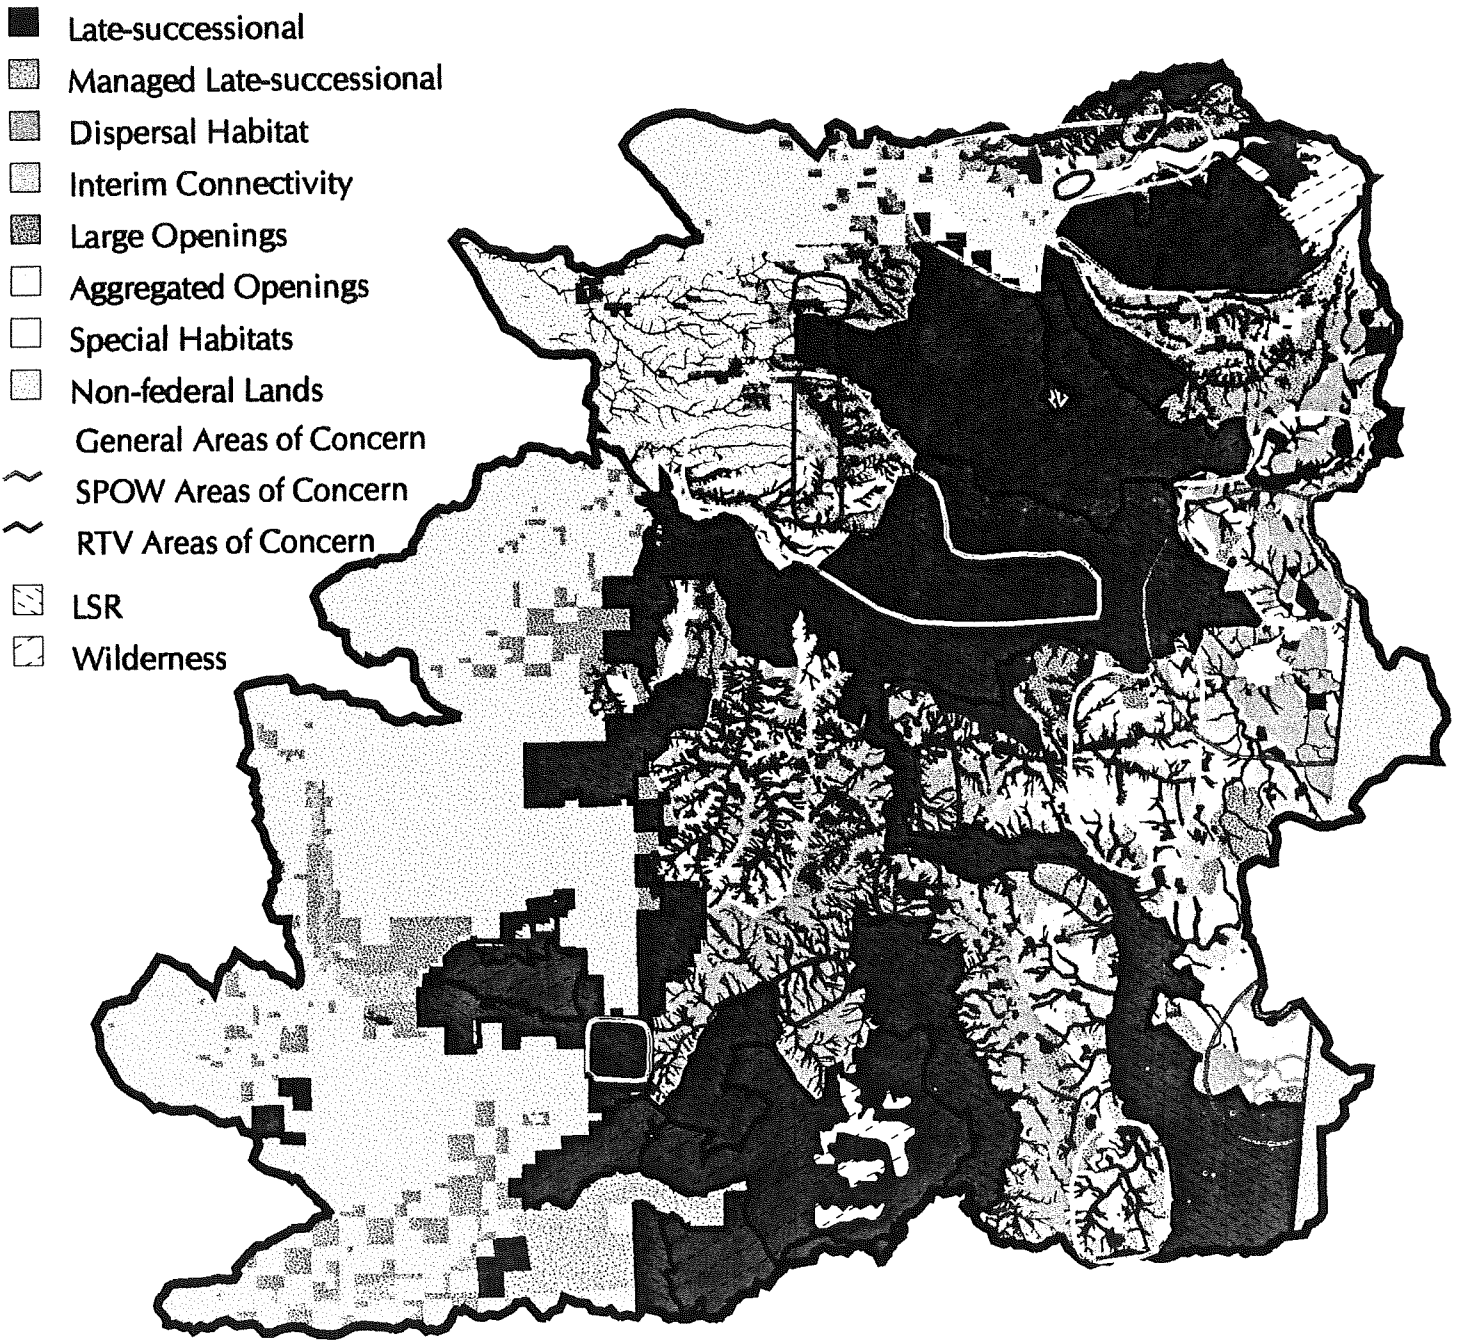 Late-successional
Managed Late-successional
Dispersal Habitat
Interim Connectivity
Large Openings
Aggregated Openings
Special Habitats
Non-federal Lands
General Areas of Concern
SPOW Areas of Concern
RTV Areas of Concern
LSR
Wilderness